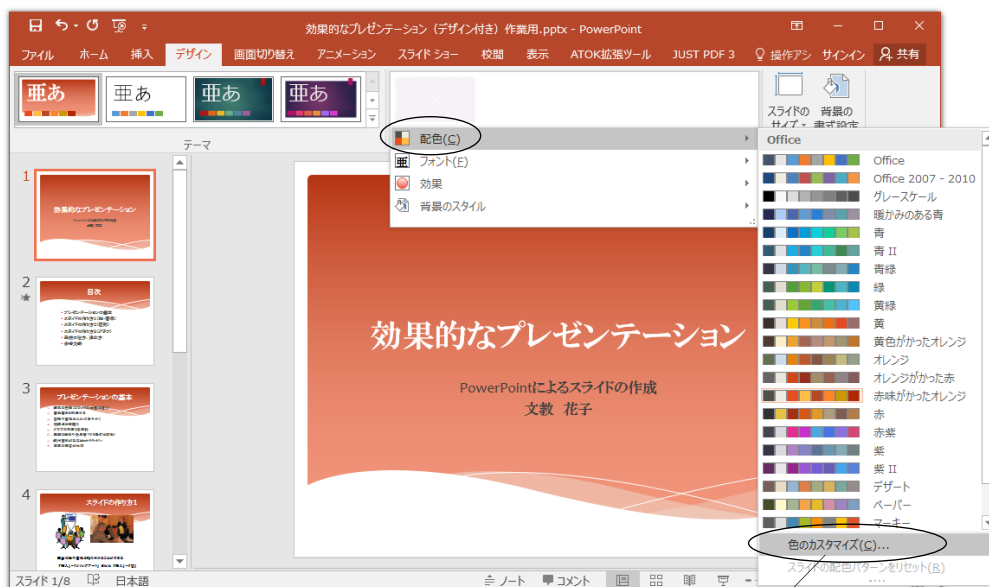 効果的なプレゼンテーション（デザイン付き）作業用.pptx - PowerPoint
ファイル ホーム 挿入 デザイン 画面切り替え アニメーション スライド ショー 校閲 表示 ATOK拡張ツール JUST PDF 3 操作アシ サインイン 共有
亜あ 亜あ 亜あ 亜あ
スライドの 背景の
サイズ 書式設定
テーマ
配色(C)
亜 フォント(F)
効果
背景のスタイル
Office
Office
Office 2007 - 2010
グレースケール
暖かみのある青
青
青 II
青緑
緑
黄緑
黄
黄色がかったオレンジ
オレンジ
オレンジがかった赤
赤味がかったオレンジ
赤
赤紫
紫
紫 II
デザート
ペーパー
マーキー
色のカスタマイズ(C)...
スライドの配色パターンをリセット(R)
1
効果的なプレゼンテーション
2
目次
・プレゼンテーションの基本
3
プレゼンテーションの基本
4
スライドの作り方1
効果的なプレゼンテーション
PowerPointによるスライドの作成
文教 花子
スライド 1/8 日本語 ノート コメント